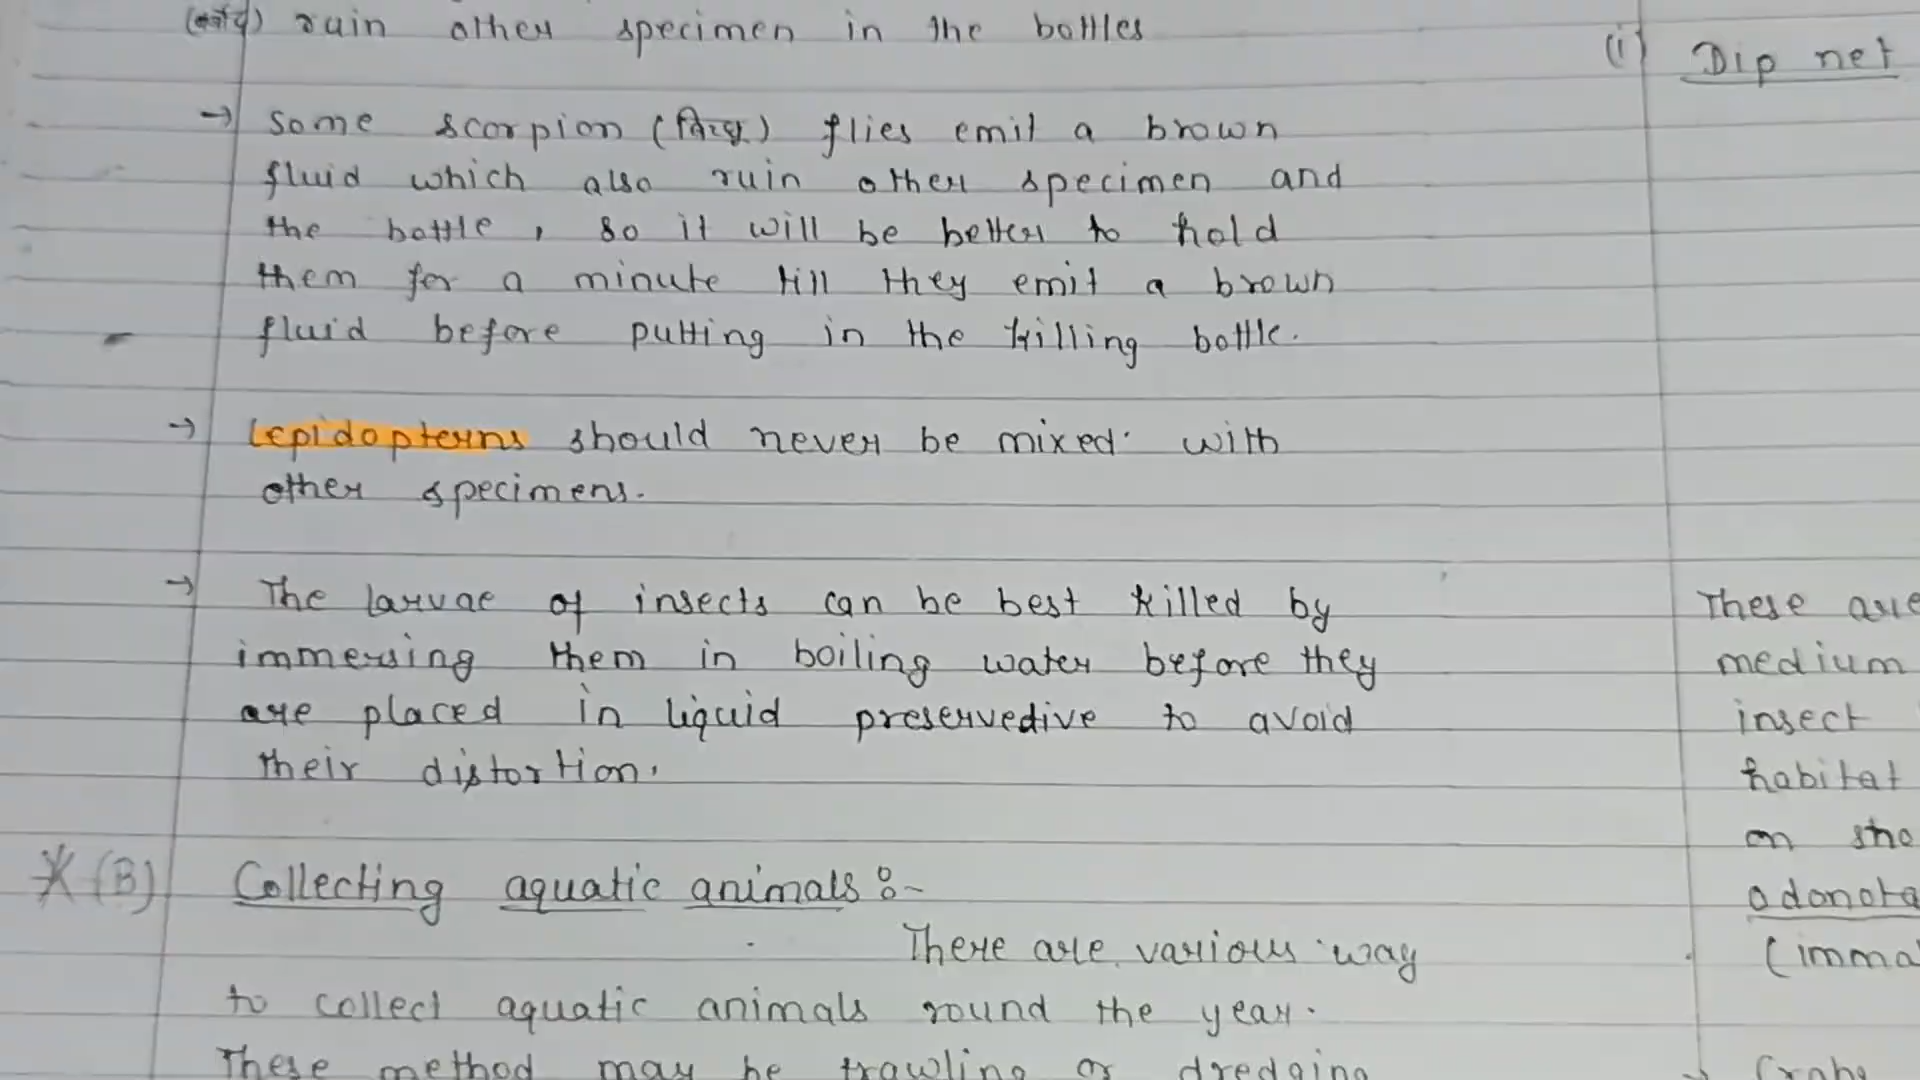 ruin other specimen in the bottles
→ Some scorpion (बिच्छू) flies emit a brown
fluid which also ruin other specimen and
the bottle, so it will be better to hold
them for a minute till they emit a brown
fluid before putting in the killing bottle.
→ Lepidopterns should never be mixed with
other specimens.
→ The larvae of insects can be best killed by
immersing them in boiling water before they
are placed in liquid preservedive to avoid
their distortion.
* (B) Collecting aquatic animals :-
There are various way
to collect aquatic animals round the year.
These method may be trawling or dredging
(i) Dip net
These are
medium
insect
habitat
on sho
odonata
(imma
→ Crabs